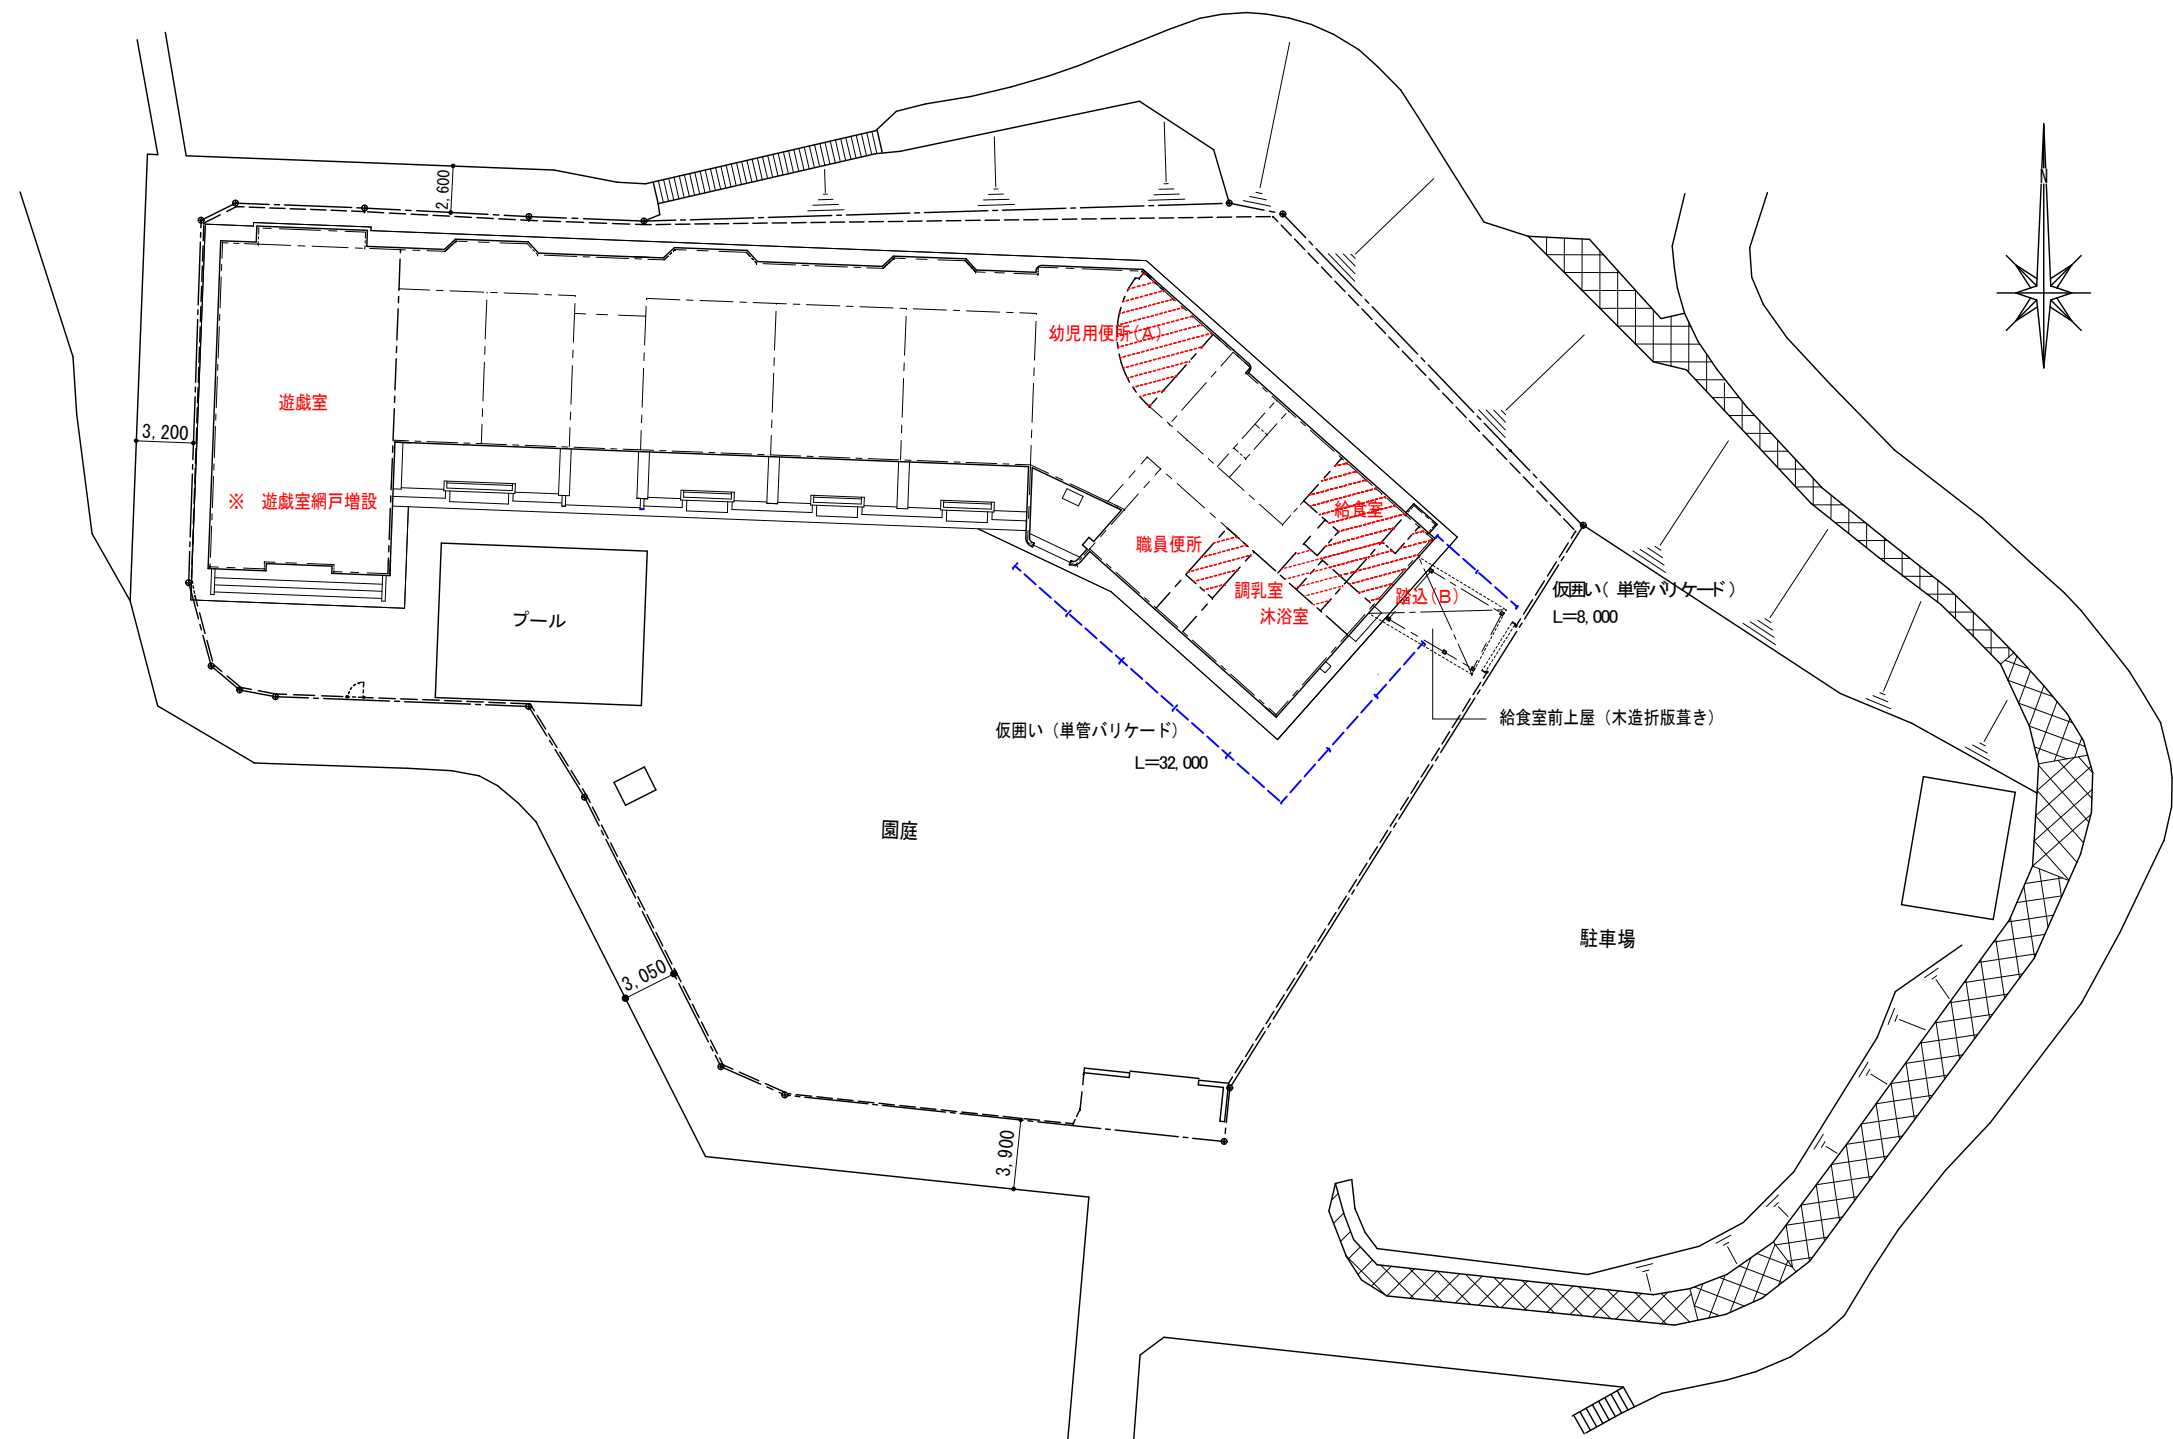 2,600
N
幼児用便所(A)
遊戯室
3,200
※　遊戯室網戸増設
給食室
職員便所
調乳室
沐浴室
踏込(B)
仮囲い(単管バリケード)
L=8,000
プール
給食室前上屋（木造折版葺き）
仮囲い（単管バリケード）
L=32,000
園庭
駐車場
3,050
3,900